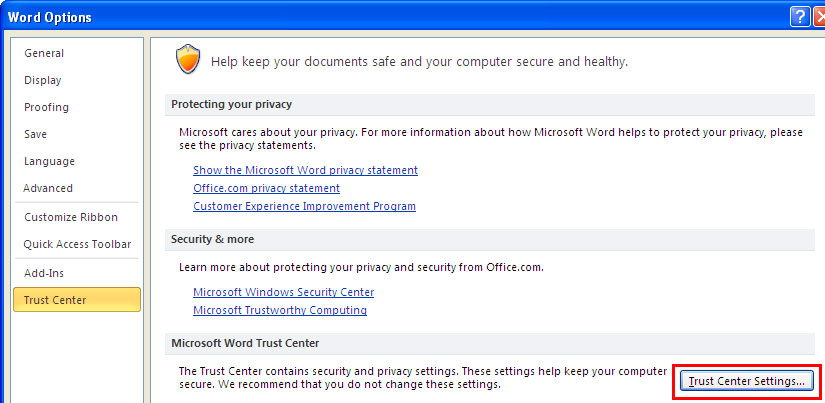 Word Options
?
General
Display
Proofing
Save
Language
Advanced
Customize Ribbon
Quick Access Toolbar
Add-Ins
Trust Center
Help keep your documents safe and your computer secure and healthy.
Protecting your privacy
Microsoft cares about your privacy. For more information about how Microsoft Word helps to protect your privacy, please
see the privacy statements.
Show the Microsoft Word privacy statement
Office.com privacy statement
Customer Experience Improvement Program
Security & more
Learn more about protecting your privacy and security from Office.com.
Microsoft Windows Security Center
Microsoft Trustworthy Computing
Microsoft Word Trust Center
The Trust Center contains security and privacy settings. These settings help keep your computer
secure. We recommend that you do not change these settings.
Trust Center Settings...